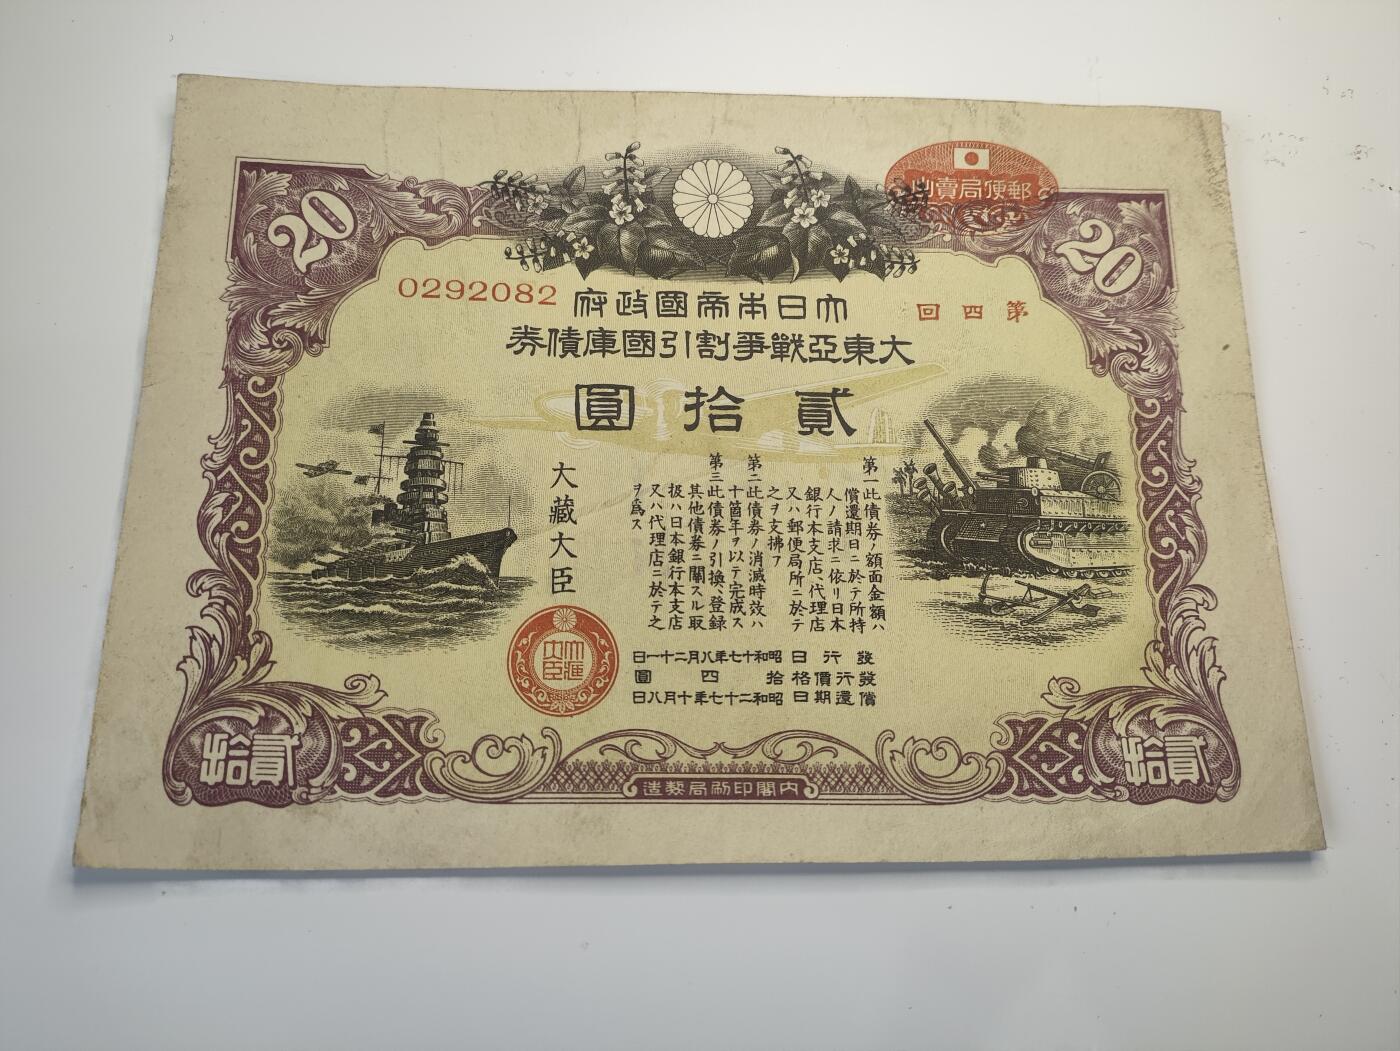 20
郵便局賣出
20
0292082
第四回
大日本帝國政府
大東亞戰爭割引國庫債券
貳拾圓
第一此債券ノ額面金額ハ
償還期日ニ於テ所持
人ノ請求ニ依リ日本
銀行本支店、代理店
又ハ郵便局所ニ於テ
之ヲ支拂フ
第二此債券ノ消滅時效ハ
十箇年ヲ以テ完成ス
第三此債券ノ引換、登錄
其他債券ニ關スル取
扱ハ日本銀行本支店
又ハ代理店ニ於テ之
ヲ爲ス
大藏大臣
大藏大臣
發行日 昭和十七年八月二十一日
發行價格 拾四圓
償還期日 昭和二十七年十月八日
貳拾
貳拾
內閣印刷局製造